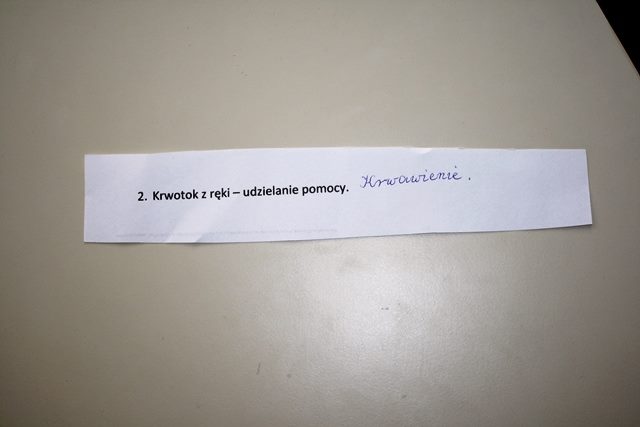 2. Krwotok z ręki – udzielanie pomocy. Krwawienie.